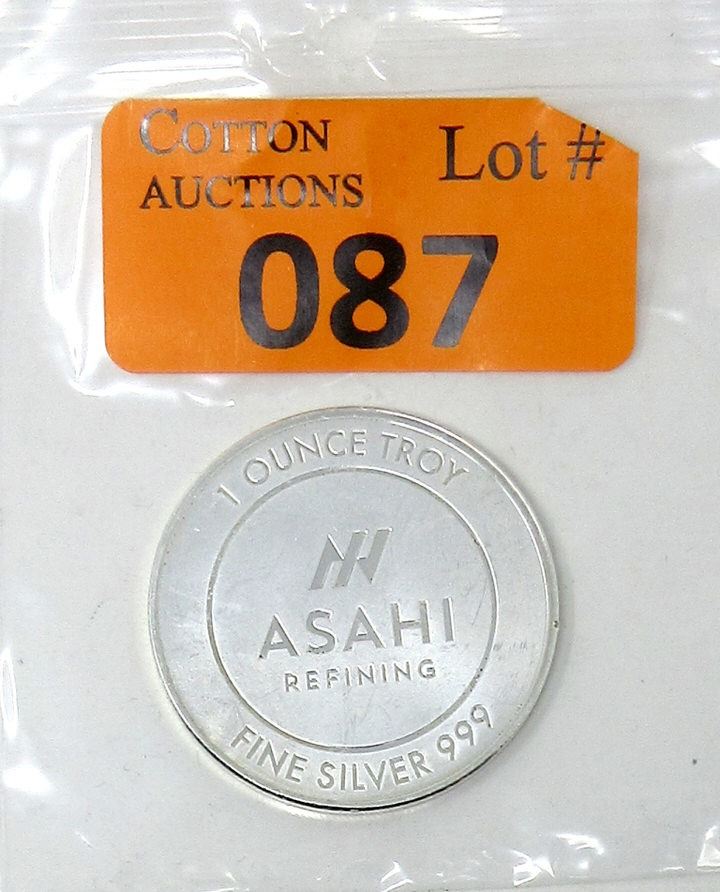 COTTON
AUCTIONS
Lot #
087
1 OUNCE TROY
ASAHI
REFINING
FINE SILVER 999